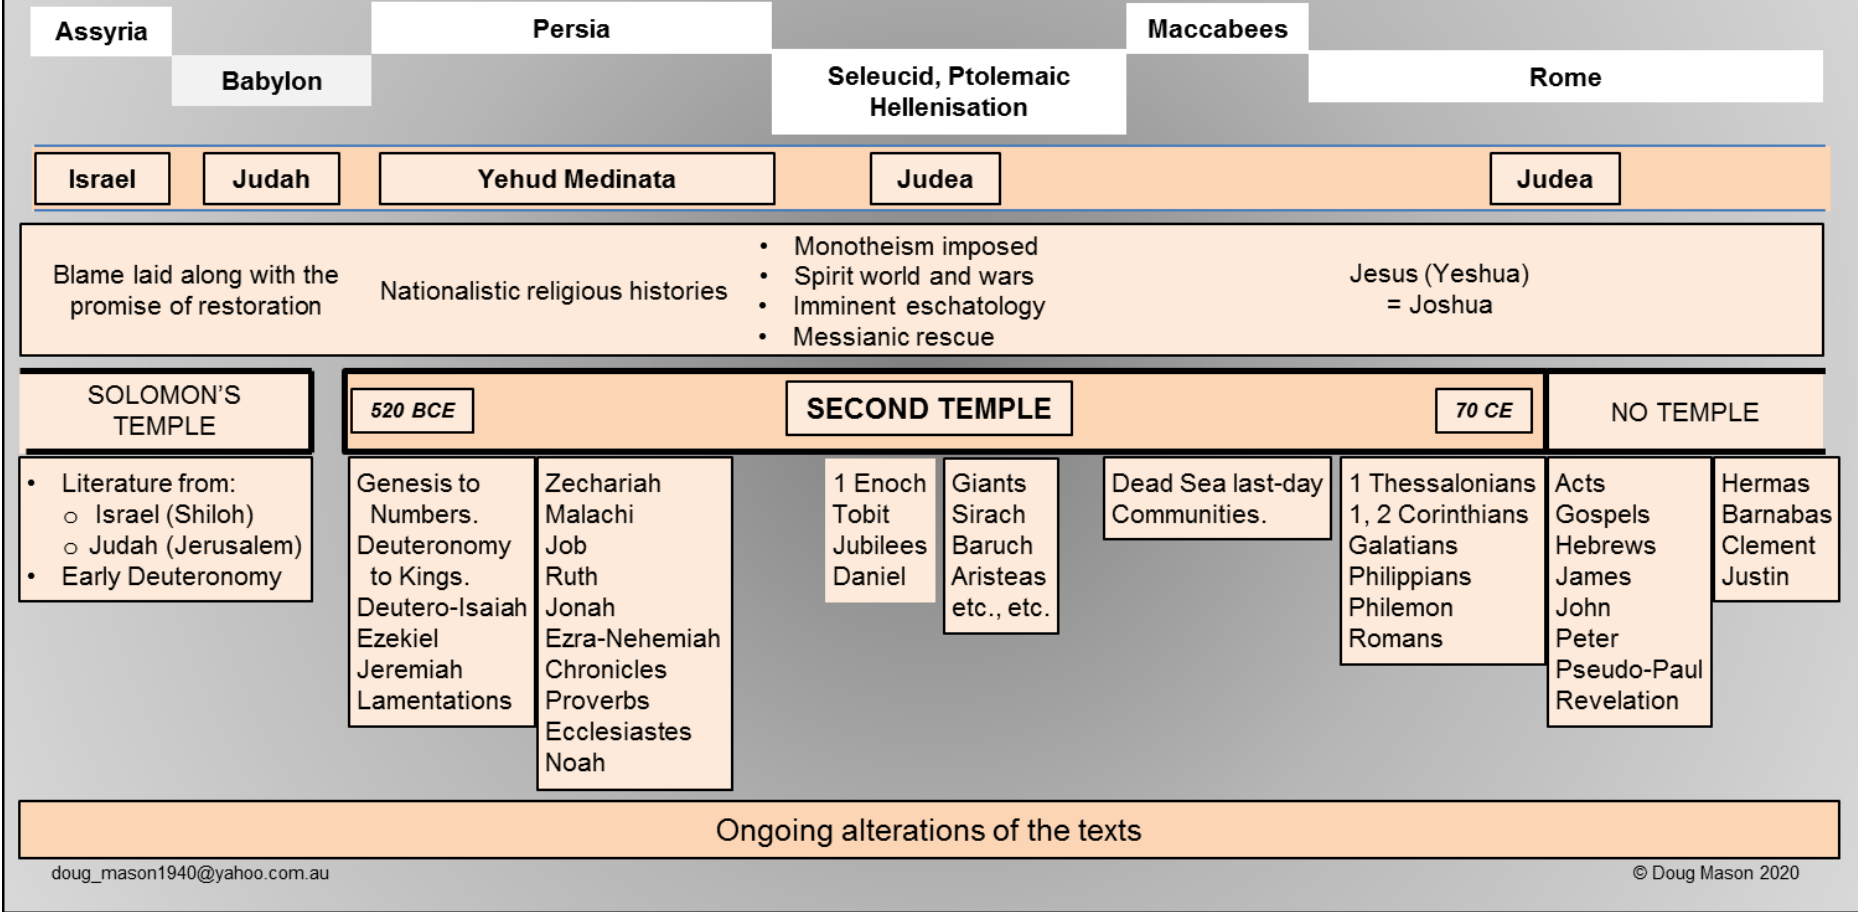 Assyria
Babylon
Persia
Seleucid, Ptolemaic
Hellenisation
Maccabees
Rome
Israel
Judah
Yehud Medinata
Judea
Judea
Blame laid along with the
promise of restoration
Nationalistic religious histories
• Monotheism imposed
• Spirit world and wars
• Imminent eschatology
• Messianic rescue
Jesus (Yeshua)
= Joshua
SOLOMON'S
TEMPLE
520 BCE
SECOND TEMPLE
70 CE
NO TEMPLE
• Literature from:
o Israel (Shiloh)
o Judah (Jerusalem)
• Early Deuteronomy
Genesis to
Numbers.
Deuteronomy
to Kings.
Deutero-Isaiah
Ezekiel
Jeremiah
Lamentations
Zechariah
Malachi
Job
Ruth
Jonah
Ezra-Nehemiah
Chronicles
Proverbs
Ecclesiastes
Noah
1 Enoch
Tobit
Jubilees
Daniel
Giants
Sirach
Baruch
Aristeas
etc., etc.
Dead Sea last-day
Communities.
1 Thessalonians
1, 2 Corinthians
Galatians
Philippians
Philemon
Romans
Acts
Gospels
Hebrews
James
John
Peter
Pseudo-Paul
Revelation
Hermas
Barnabas
Clement
Justin
Ongoing alterations of the texts
doug_mason1940@yahoo.com.au
© Doug Mason 2020